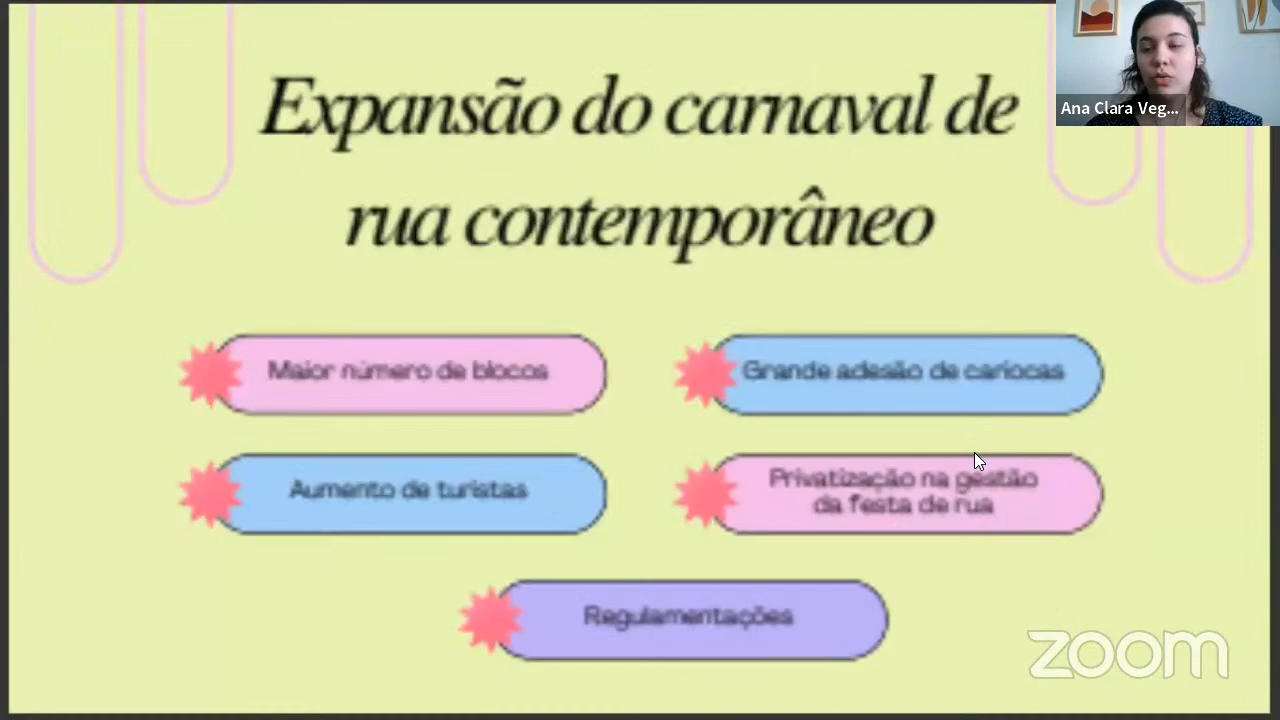 Expansão do carnaval de
rua contemporâneo
Ana Clara Veg...
Maior número de blocos
Grande adesão de cariocas
Aumento de turistas
Privatização na gestão
da festa de rua
Regulamentações
zoom